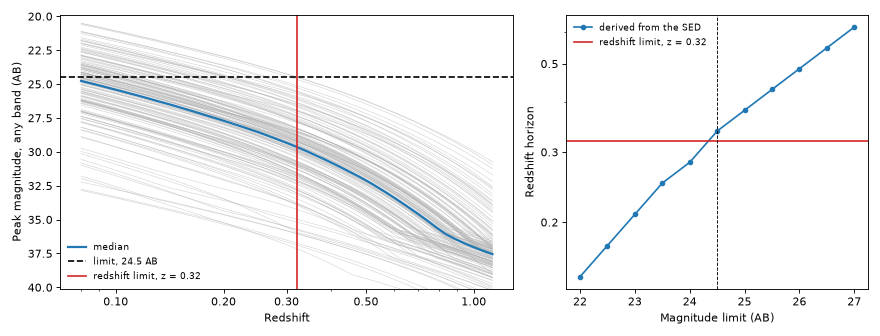 20.0
22.5
25.0
27.5
30.0
32.5
35.0
37.5
40.0
Peak magnitude, any band (AB)
median
limit, 24.5 AB
redshift limit, z = 0.32
0.10
0.20
0.30
0.50
1.00
Redshift
derived from the SED
redshift limit, z = 0.32
0.5
0.3
0.2
Redshift horizon
22
23
24
25
26
27
Magnitude limit (AB)